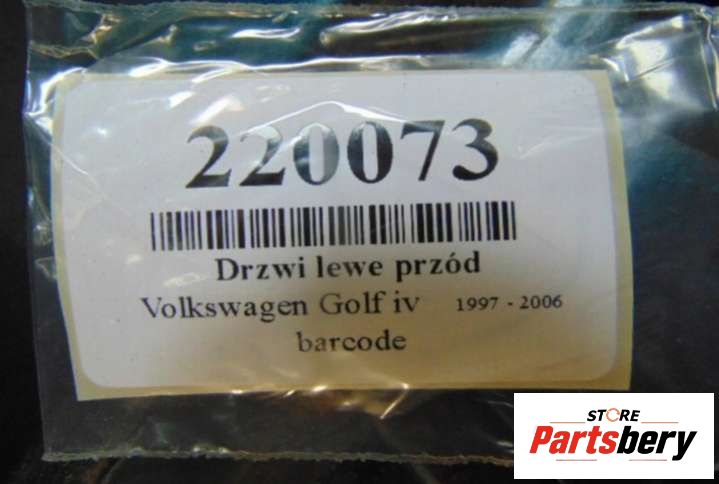 220073
Drzwi lewe przód
Volkswagen Golf iv 1997 - 2006
barcode
STORE
Partsbery